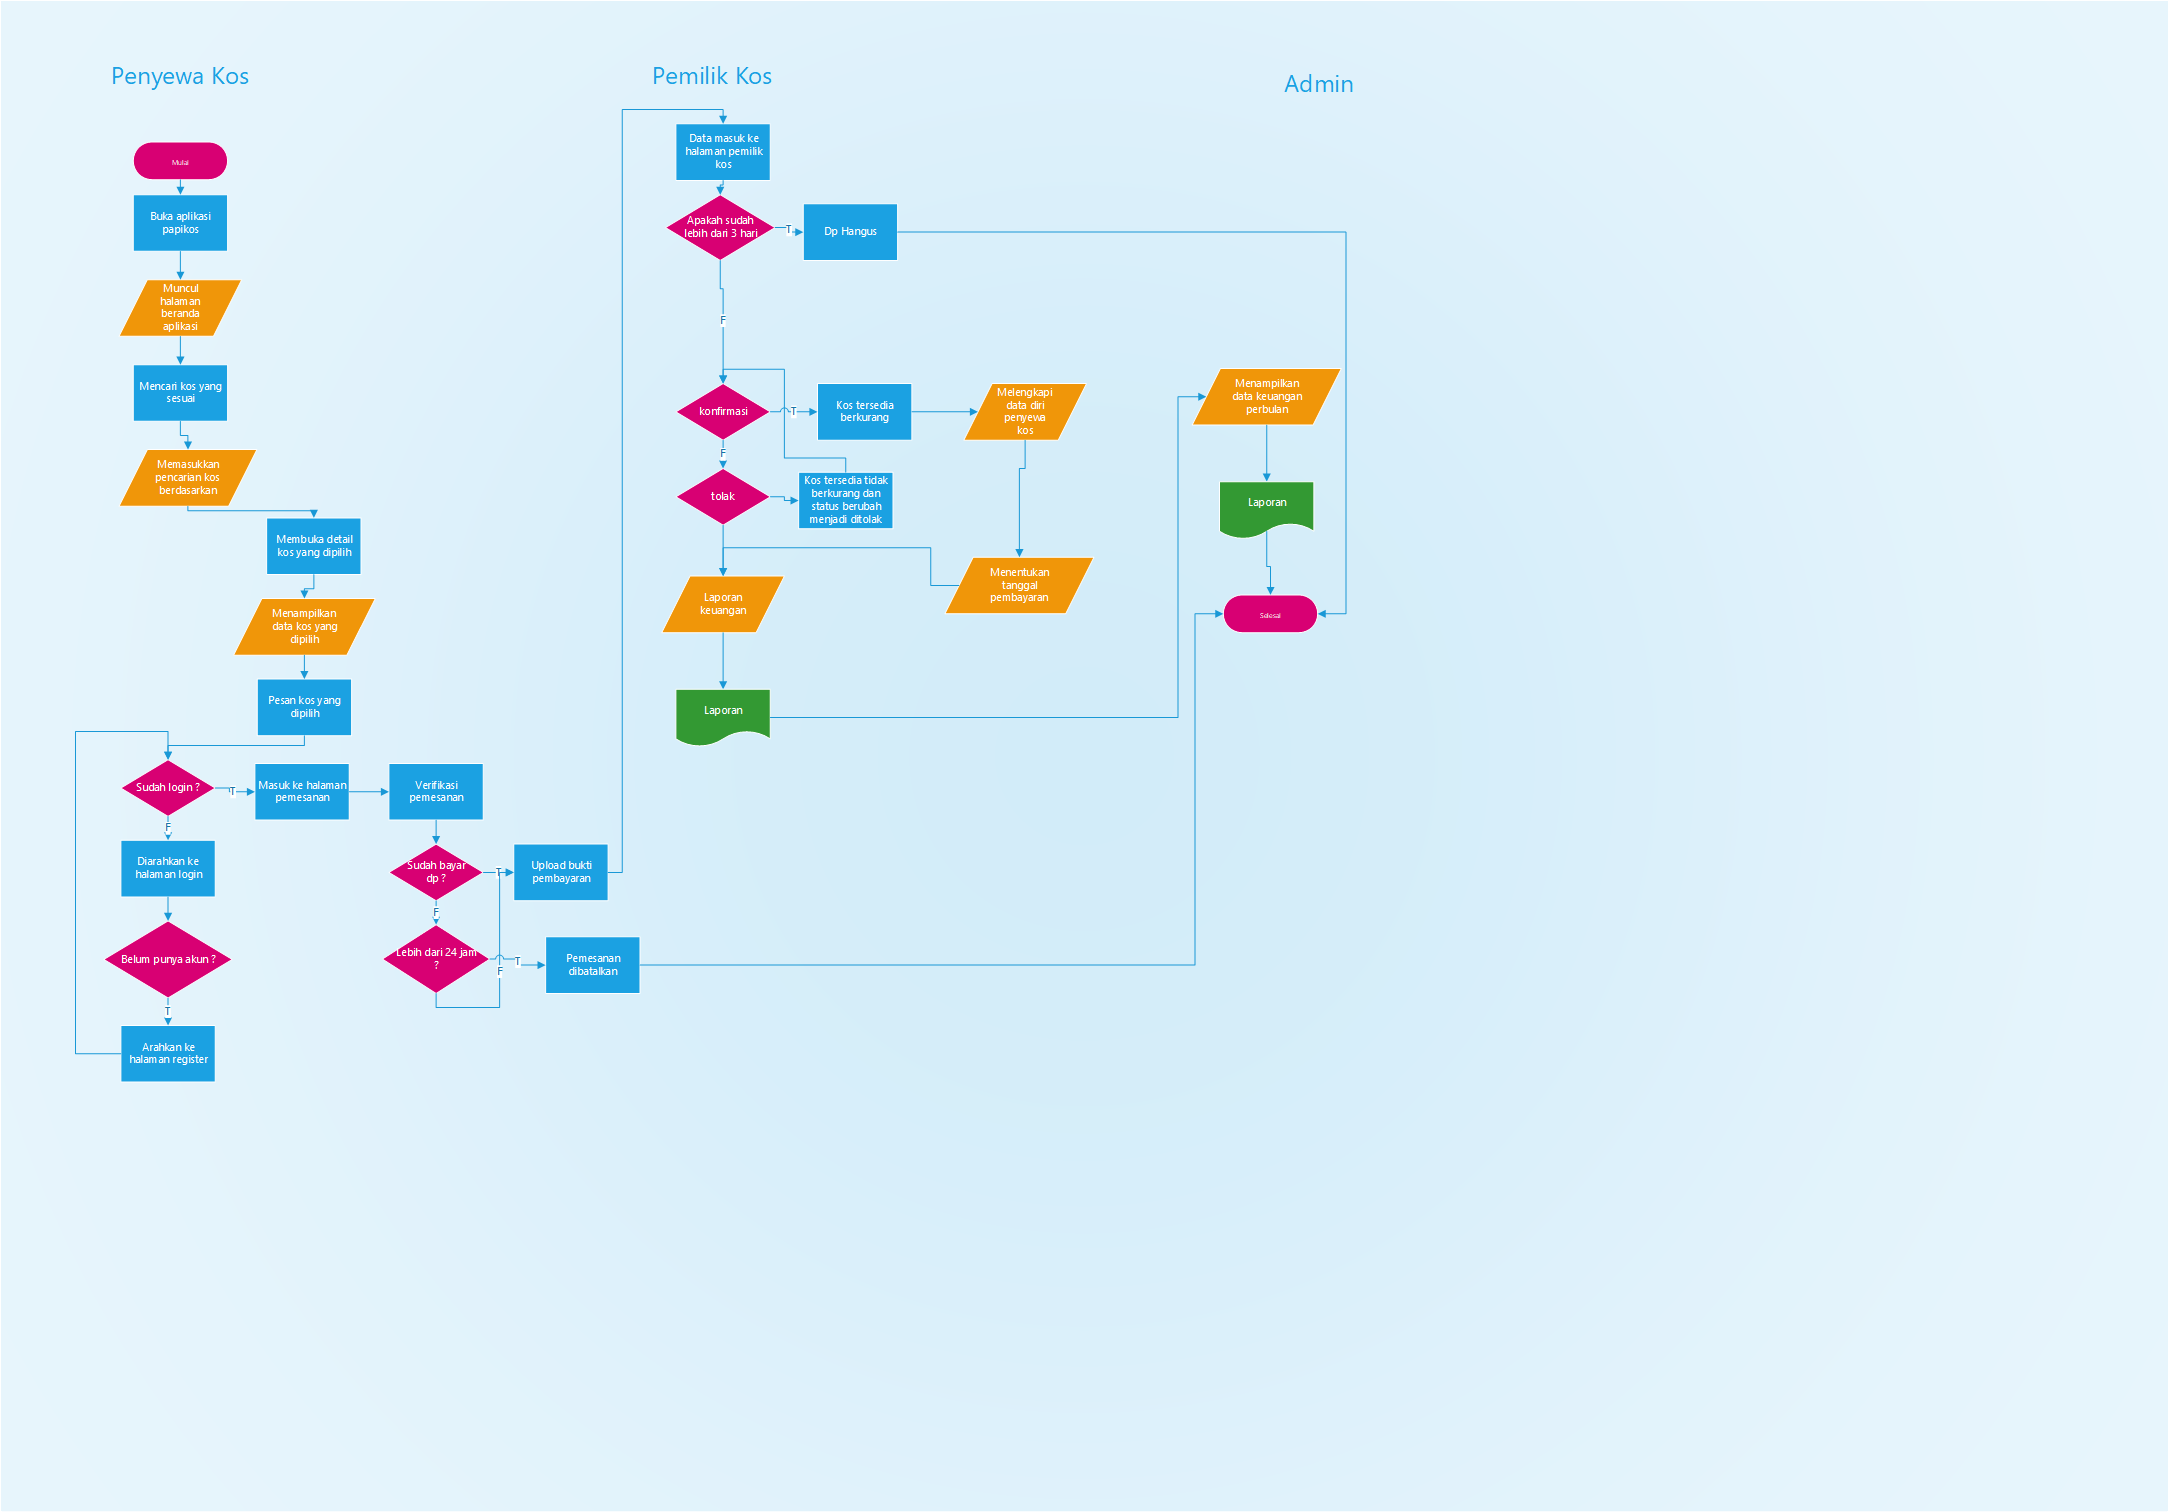 Penyewa Kos
Pemilik Kos
Admin
Mulai
Buka aplikasi
papikos
Muncul
halaman
beranda
aplikasi
Mencari kos yang
sesuai
Memasukkan
pencarian kos
berdasarkan
Membuka detail
kos yang dipilih
Menampilkan
data kos yang
dipilih
Pesan kos yang
dipilih
Sudah login ?
T
Masuk ke halaman
pemesanan
Verifikasi
pemesanan
F
Diarahkan ke
halaman login
Belum punya akun ?
T
Arahkan ke
halaman register
Sudah bayar
dp ?
T
Upload bukti
pembayaran
F
Lebih dari 24 jam
?
T
F
Pemesanan
dibatalkan
Data masuk ke
halaman pemilik
kos
Apakah sudah
lebih dari 3 hari
T
Dp Hangus
F
konfirmasi
T
Kos tersedia
berkurang
Melengkapi
data diri
penyewa
kos
F
tolak
Kos tersedia tidak
berkurang dan
status berubah
menjadi ditolak
Menentukan
tanggal
pembayaran
Laporan
keuangan
Laporan
Menampilkan
data keuangan
perbulan
Laporan
Selesai